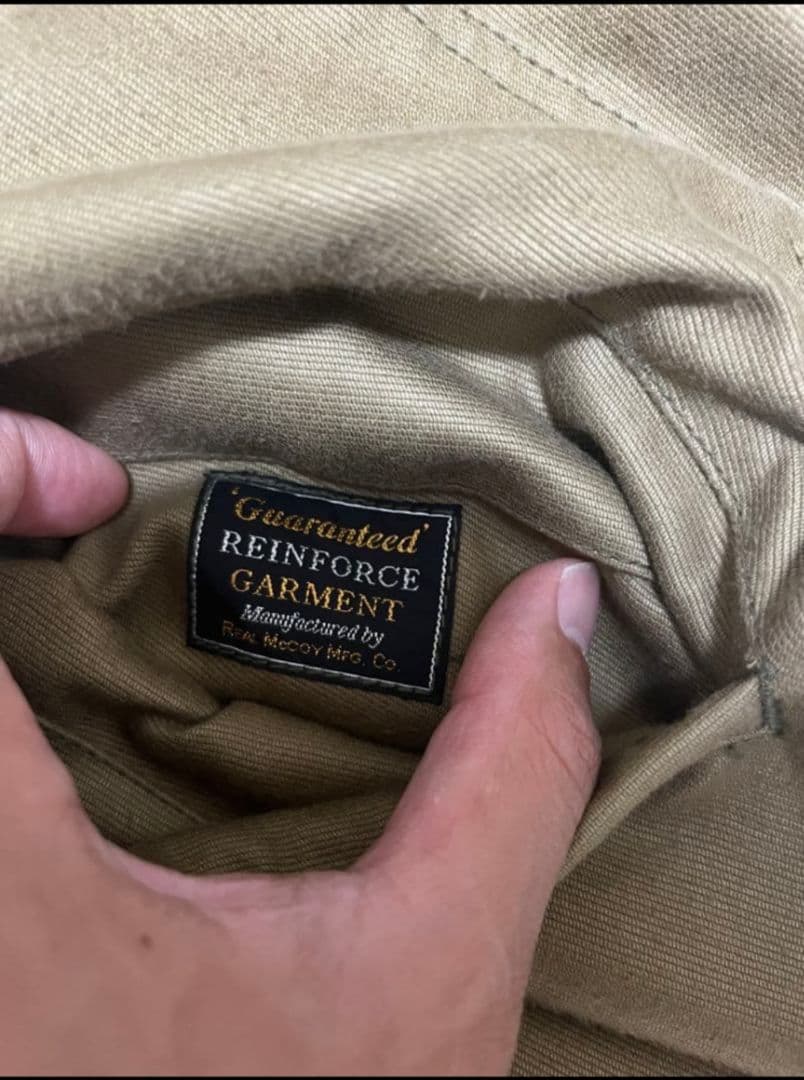 'Guaranteed'
REINFORCE
GARMENT
Manufactured by
REAL MCCOY MFG. CO.